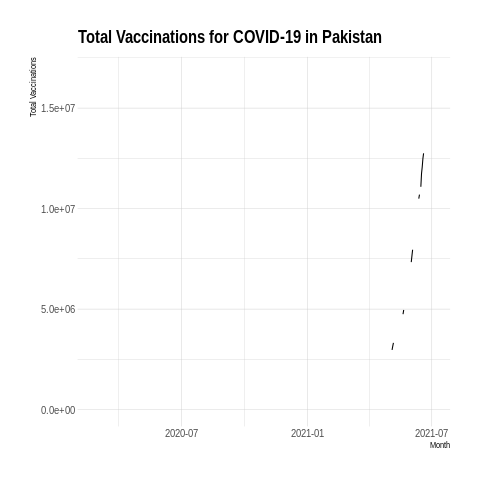 Total Vaccinations for COVID-19 in Pakistan
Total Vaccinations
1.5e+07
1.0e+07
5.0e+06
0.0e+00
2020-07 2021-01 2021-07
Month